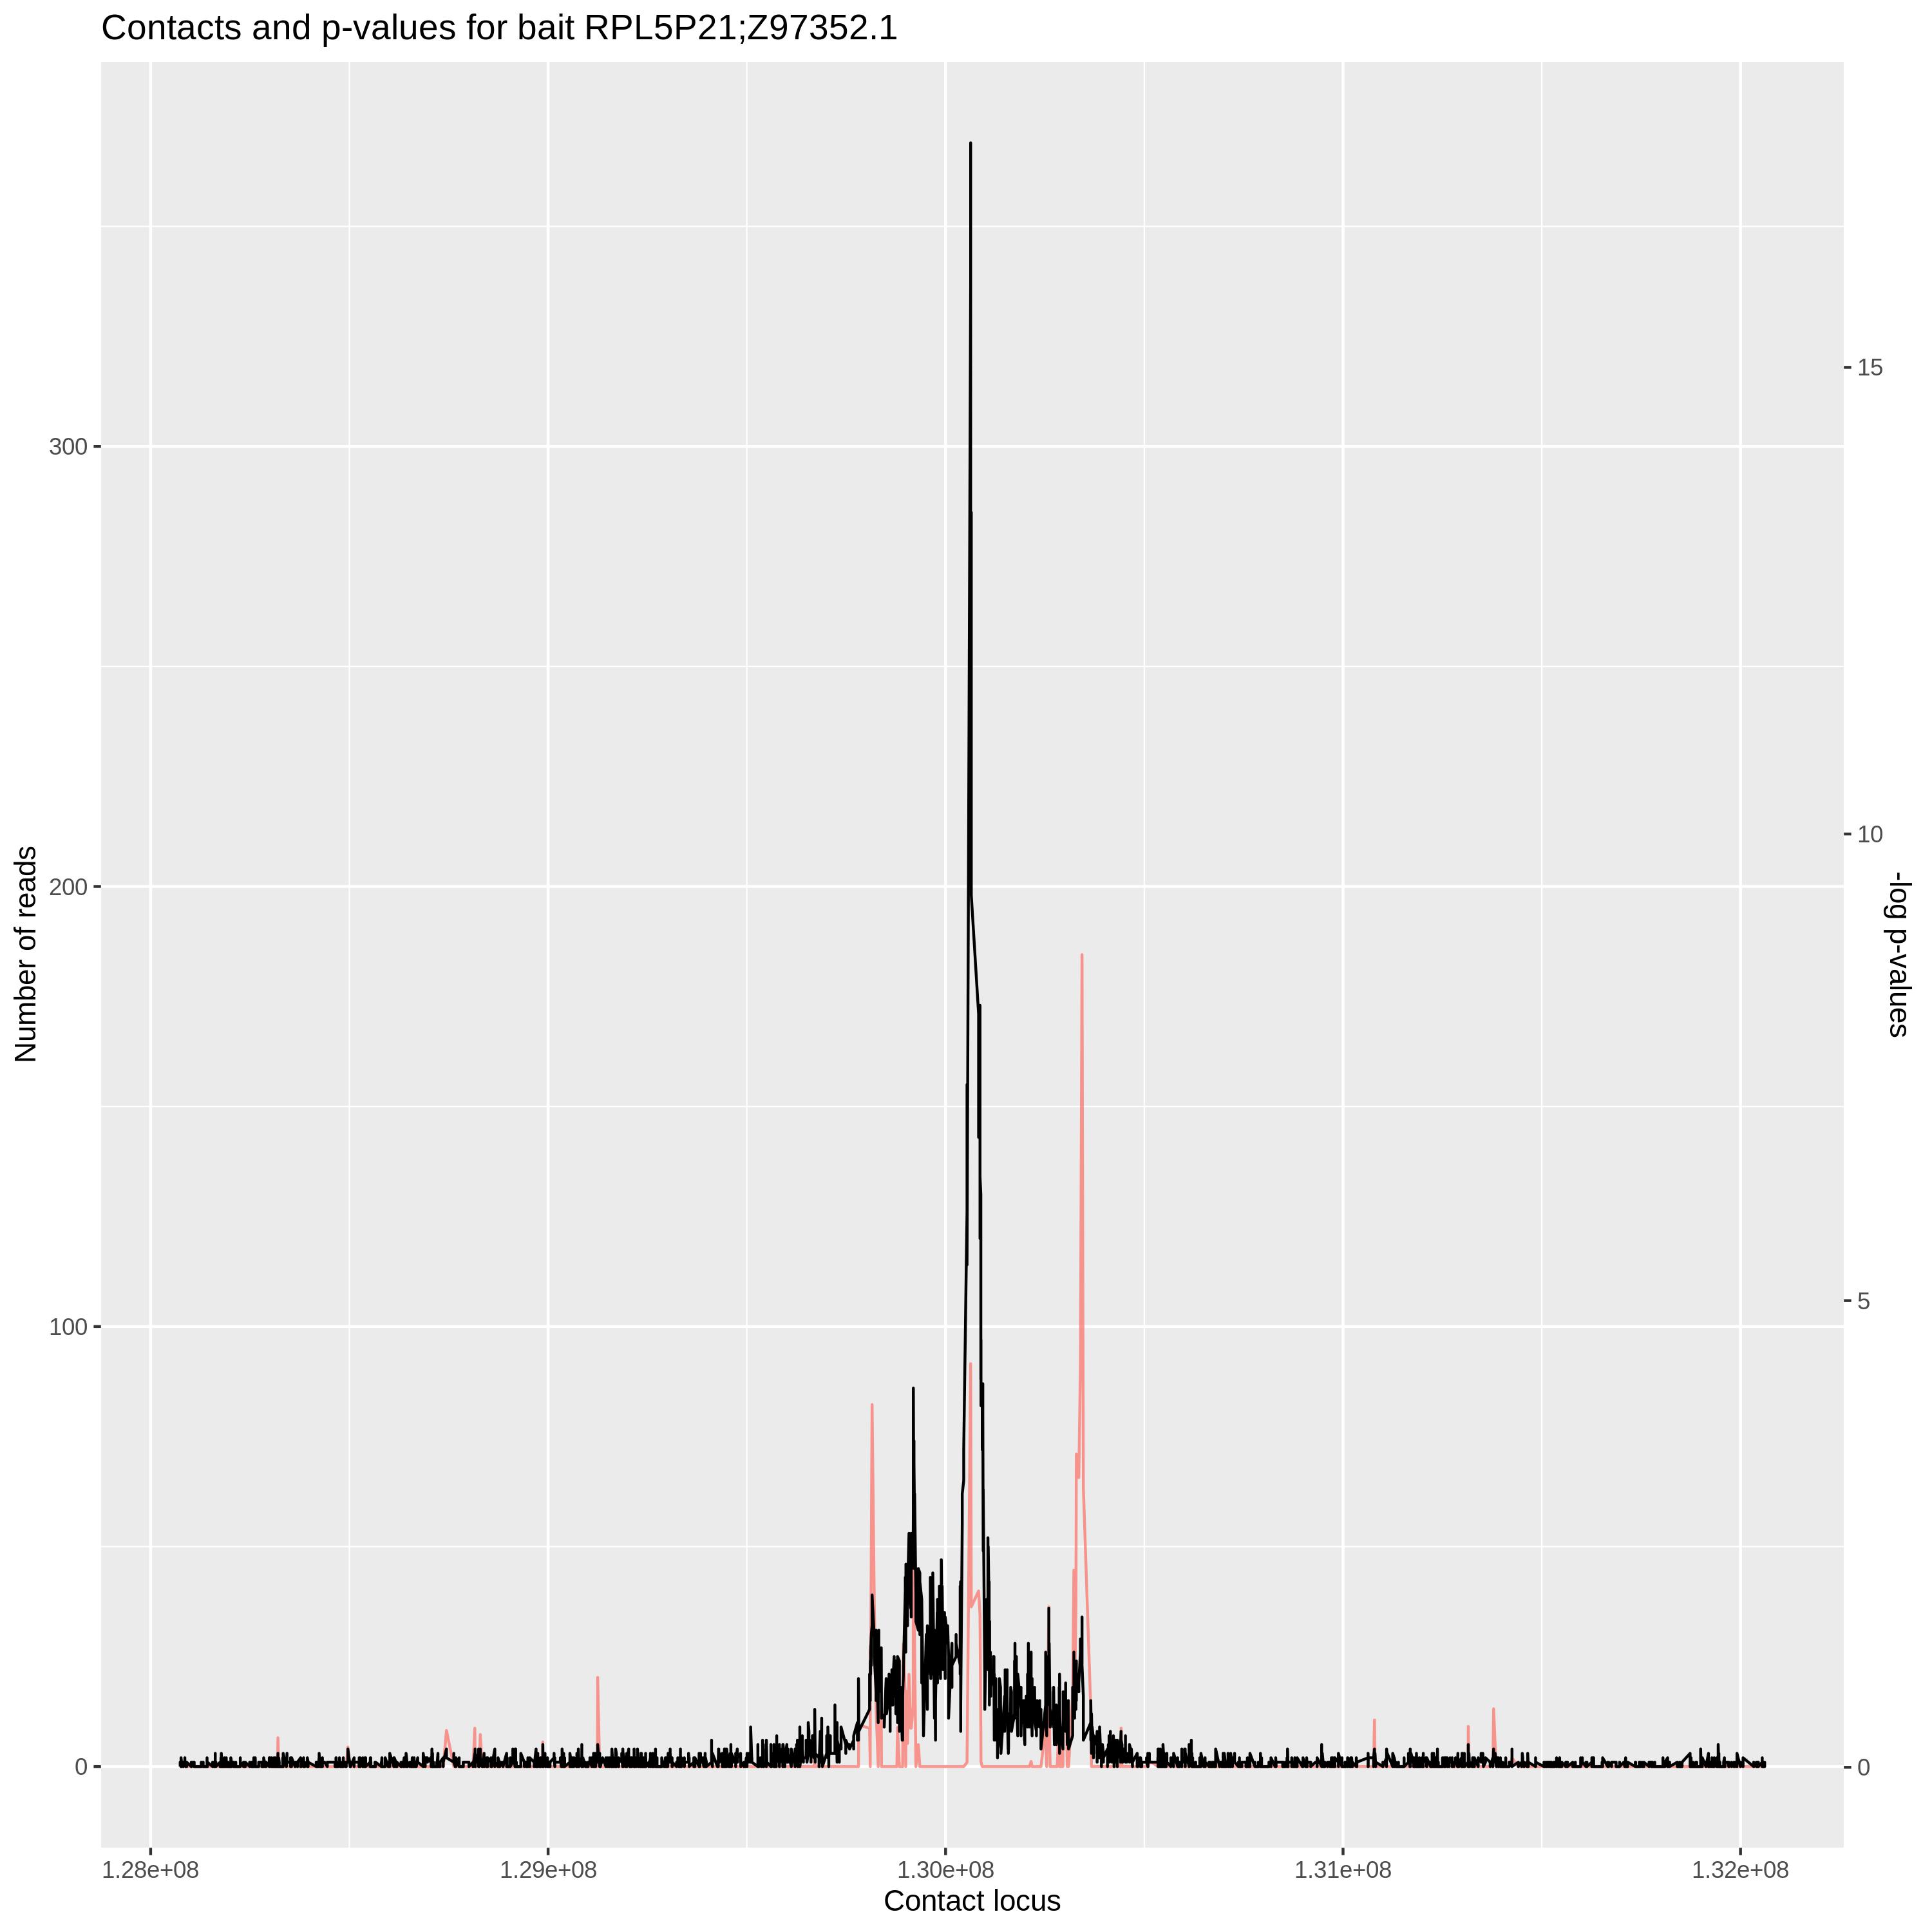 Contacts and p-values for bait RPL5P21;Z97352.1
Number of reads
300
200
100
0
15
10
5
0
-log p-values
1.28e+08
1.29e+08
1.30e+08
1.31e+08
1.32e+08
Contact locus